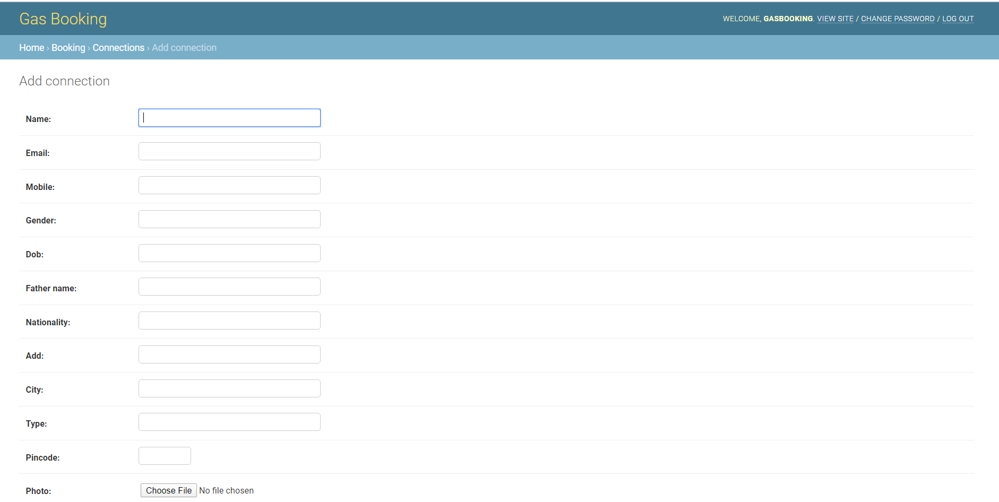 Gas Booking
WELCOME, GASBOOKING. VIEW SITE / CHANGE PASSWORD / LOG OUT
Home › Booking › Connections › Add connection
Add connection
Name:
Email:
Mobile:
Gender:
Dob:
Father name:
Nationality:
Add:
City:
Type:
Pincode:
Photo: Choose File No file chosen